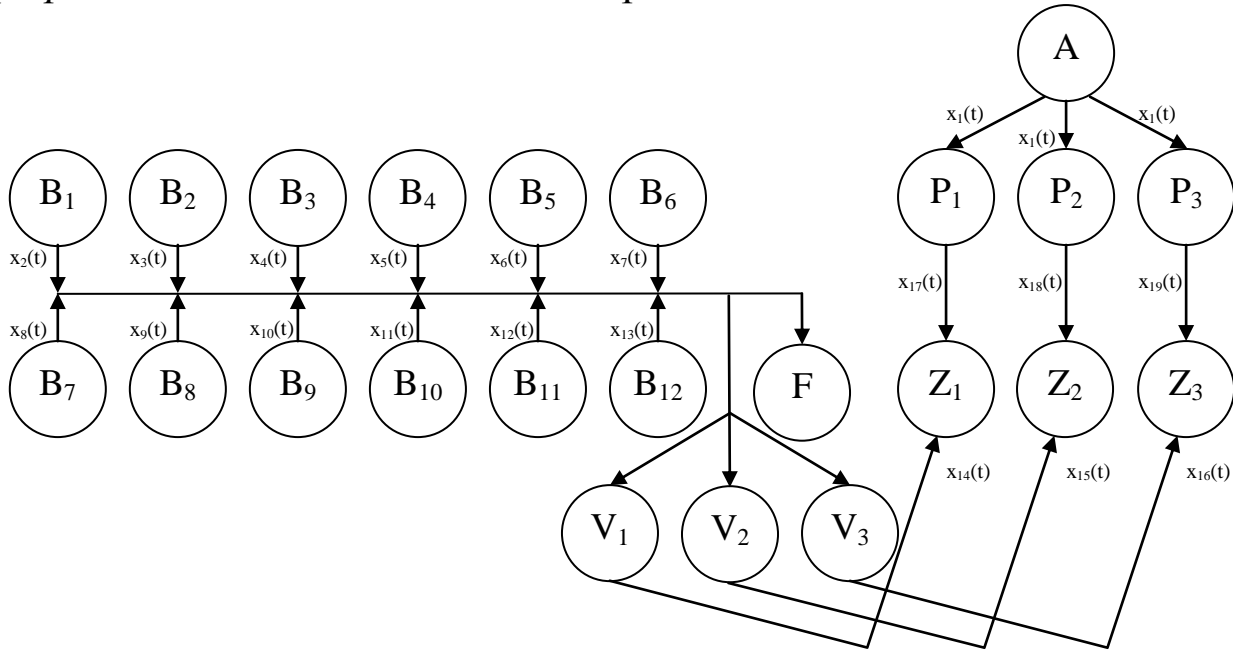 A
x₁(t) x₁(t) x₁(t)
B₁ B₂ B₃ B₄ B₅ B₆ P₁ P₂ P₃
x₂(t) x₃(t) x₄(t) x₅(t) x₆(t) x₇(t)
x₁₇(t) x₁₈(t) x₁₉(t)
x₈(t) x₉(t) x₁₀(t) x₁₁(t) x₁₂(t) x₁₃(t)
B₇ B₈ B₉ B₁₀ B₁₁ B₁₂ F Z₁ Z₂ Z₃
x₁₄(t) x₁₅(t) x₁₆(t)
V₁ V₂ V₃